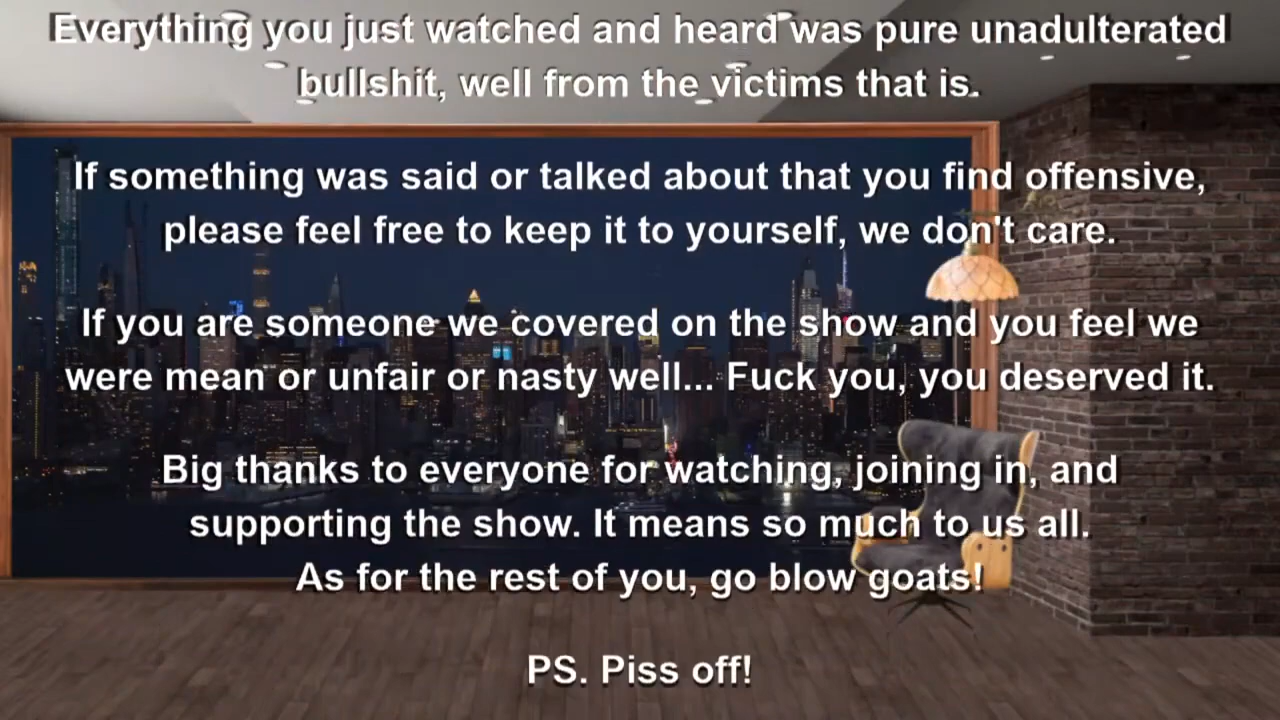 Everything you just watched and heard was pure unadulterated
bullshit, well from the victims that is.
If something was said or talked about that you find offensive,
please feel free to keep it to yourself, we don't care.
If you are someone we covered on the show and you feel we
were mean or unfair or nasty well... Fuck you, you deserved it.
Big thanks to everyone for watching, joining in, and
supporting the show. It means so much to us all.
As for the rest of you, go blow goats!
PS. Piss off!